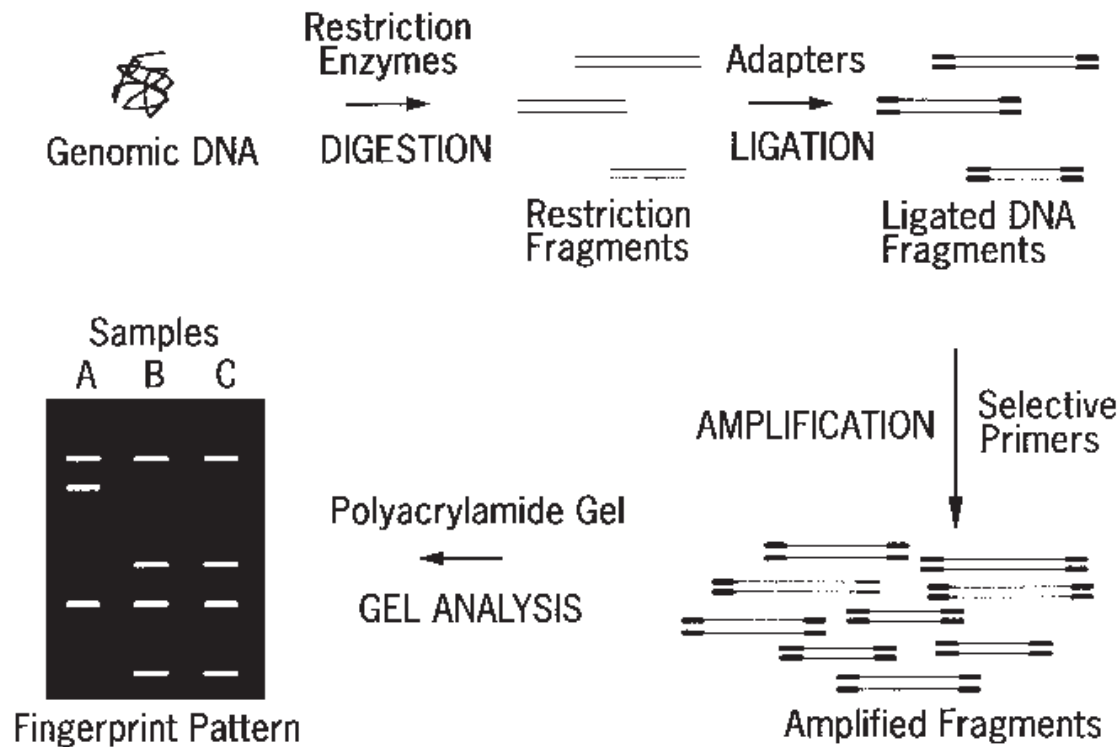 Restriction
Enzymes
Genomic DNA
DIGESTION
Restriction
Fragments
Adapters
LIGATION
Ligated DNA
Fragments
Selective
Primers
AMPLIFICATION
Amplified Fragments
Polyacrylamide Gel
GEL ANALYSIS
Samples
A B C
Fingerprint Pattern